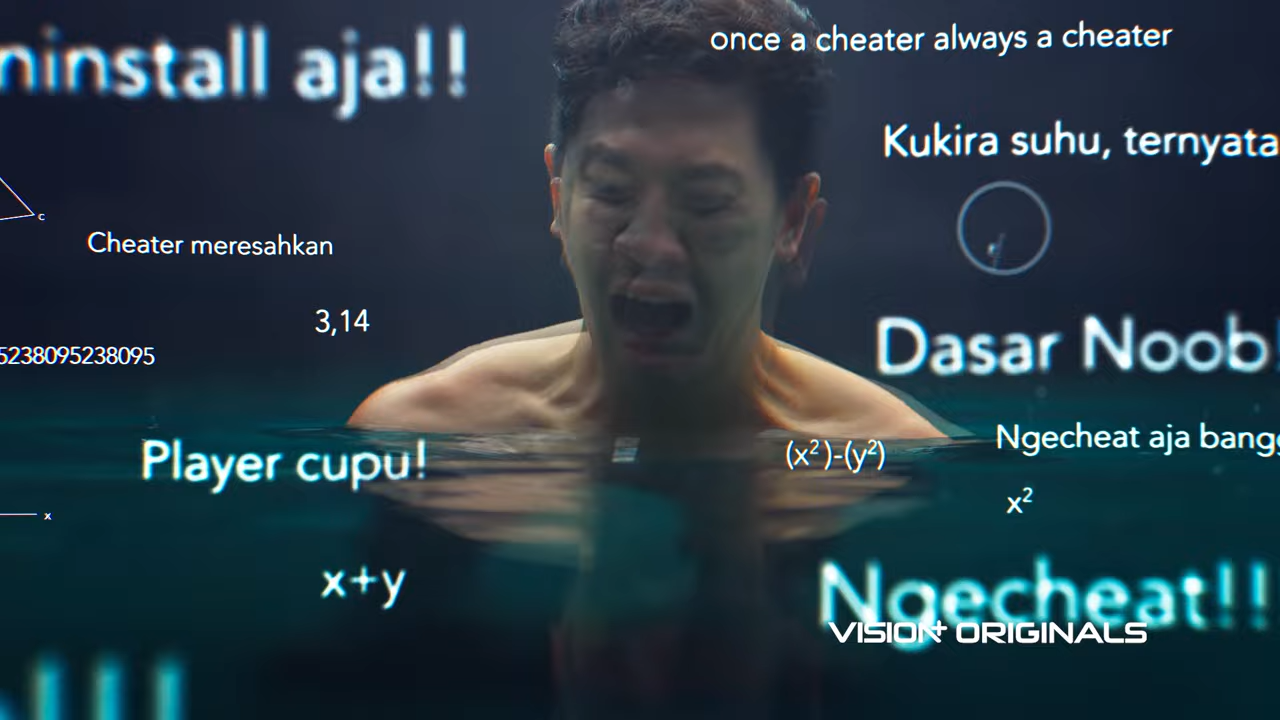 ninstall aja!!
once a cheater always a cheater
Kukira suhu, ternyata
c
Cheater meresahkan
3,14
5238095238095
Dasar Noob!
Player cupu!
(x²)-(y²)
Ngecheat aja bangg
x²
x
x+y
Ngecheat!!
VISION+ ORIGINALS
!!!